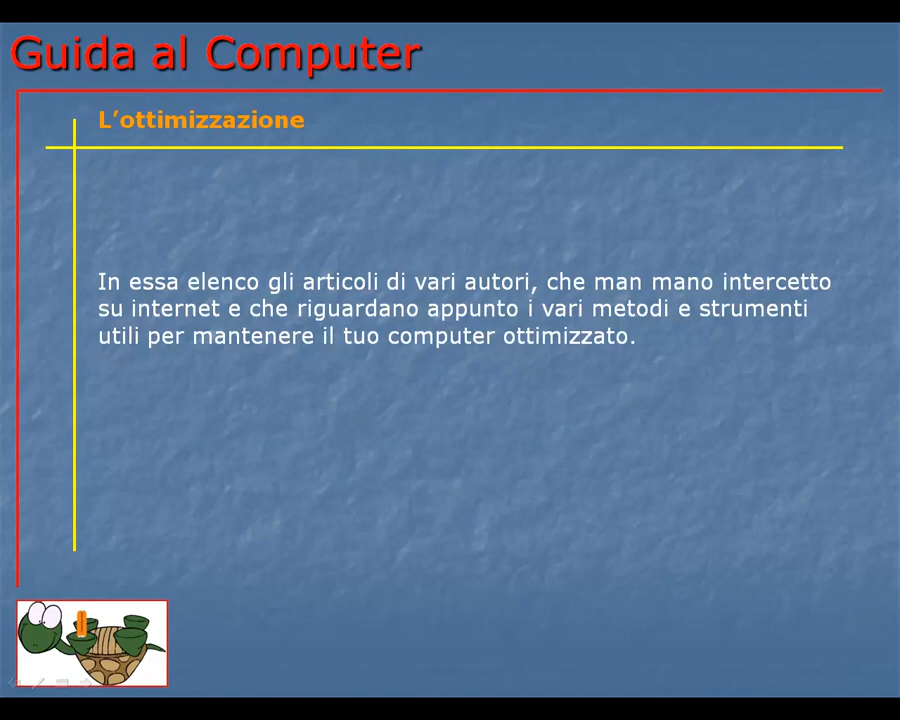 Guida al Computer
L’ottimizzazione
In essa elenco gli articoli di vari autori, che man mano intercetto
su internet e che riguardano appunto i vari metodi e strumenti
utili per mantenere il tuo computer ottimizzato.